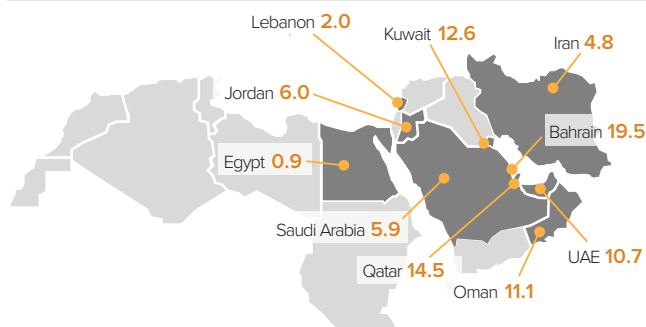 Lebanon 2.0
Kuwait 12.6
Iran 4.8
Jordan 6.0
Bahrain 19.5
Egypt 0.9
Saudi Arabia 5.9
UAE 10.7
Qatar 14.5
Oman 11.1